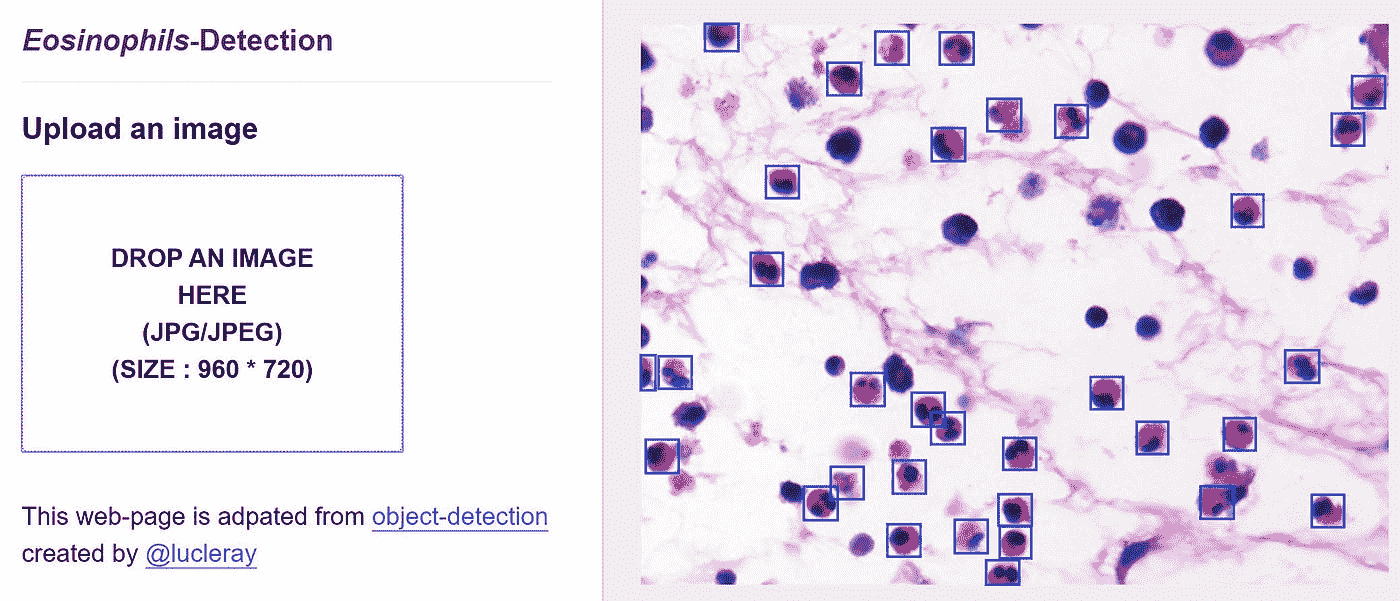 Eosinophils-Detection
Upload an image
DROP AN IMAGE
HERE
(JPG/JPEG)
(SIZE : 960 * 720)
This web-page is adpated from object-detection
created by @lucleray